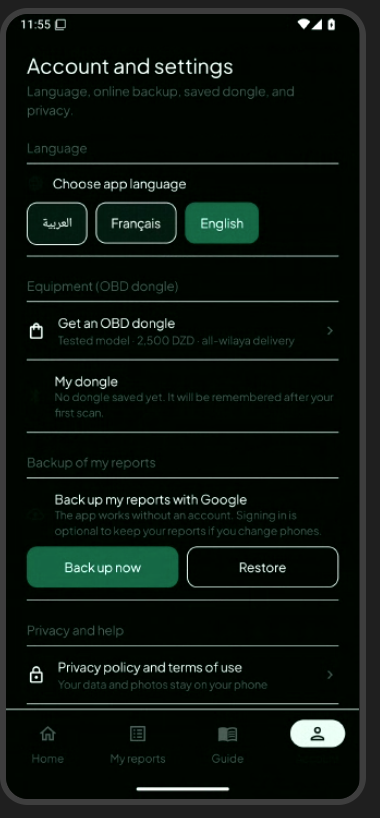 11:55
Account and settings
Language, online backup, saved dongle, and
privacy.
Language
Choose app language
العربية
Français
English
Equipment (OBD dongle)
Get an OBD dongle
Tested model · 2,500 DZD · all-wilaya delivery
My dongle
No dongle saved yet. It will be remembered after your
first scan.
Backup of my reports
Back up my reports with Google
The app works without an account. Signing in is
optional to keep your reports if you change phones.
Back up now
Restore
Privacy and help
Privacy policy and terms of use
Your data and photos stay on your phone
Home
My reports
Guide